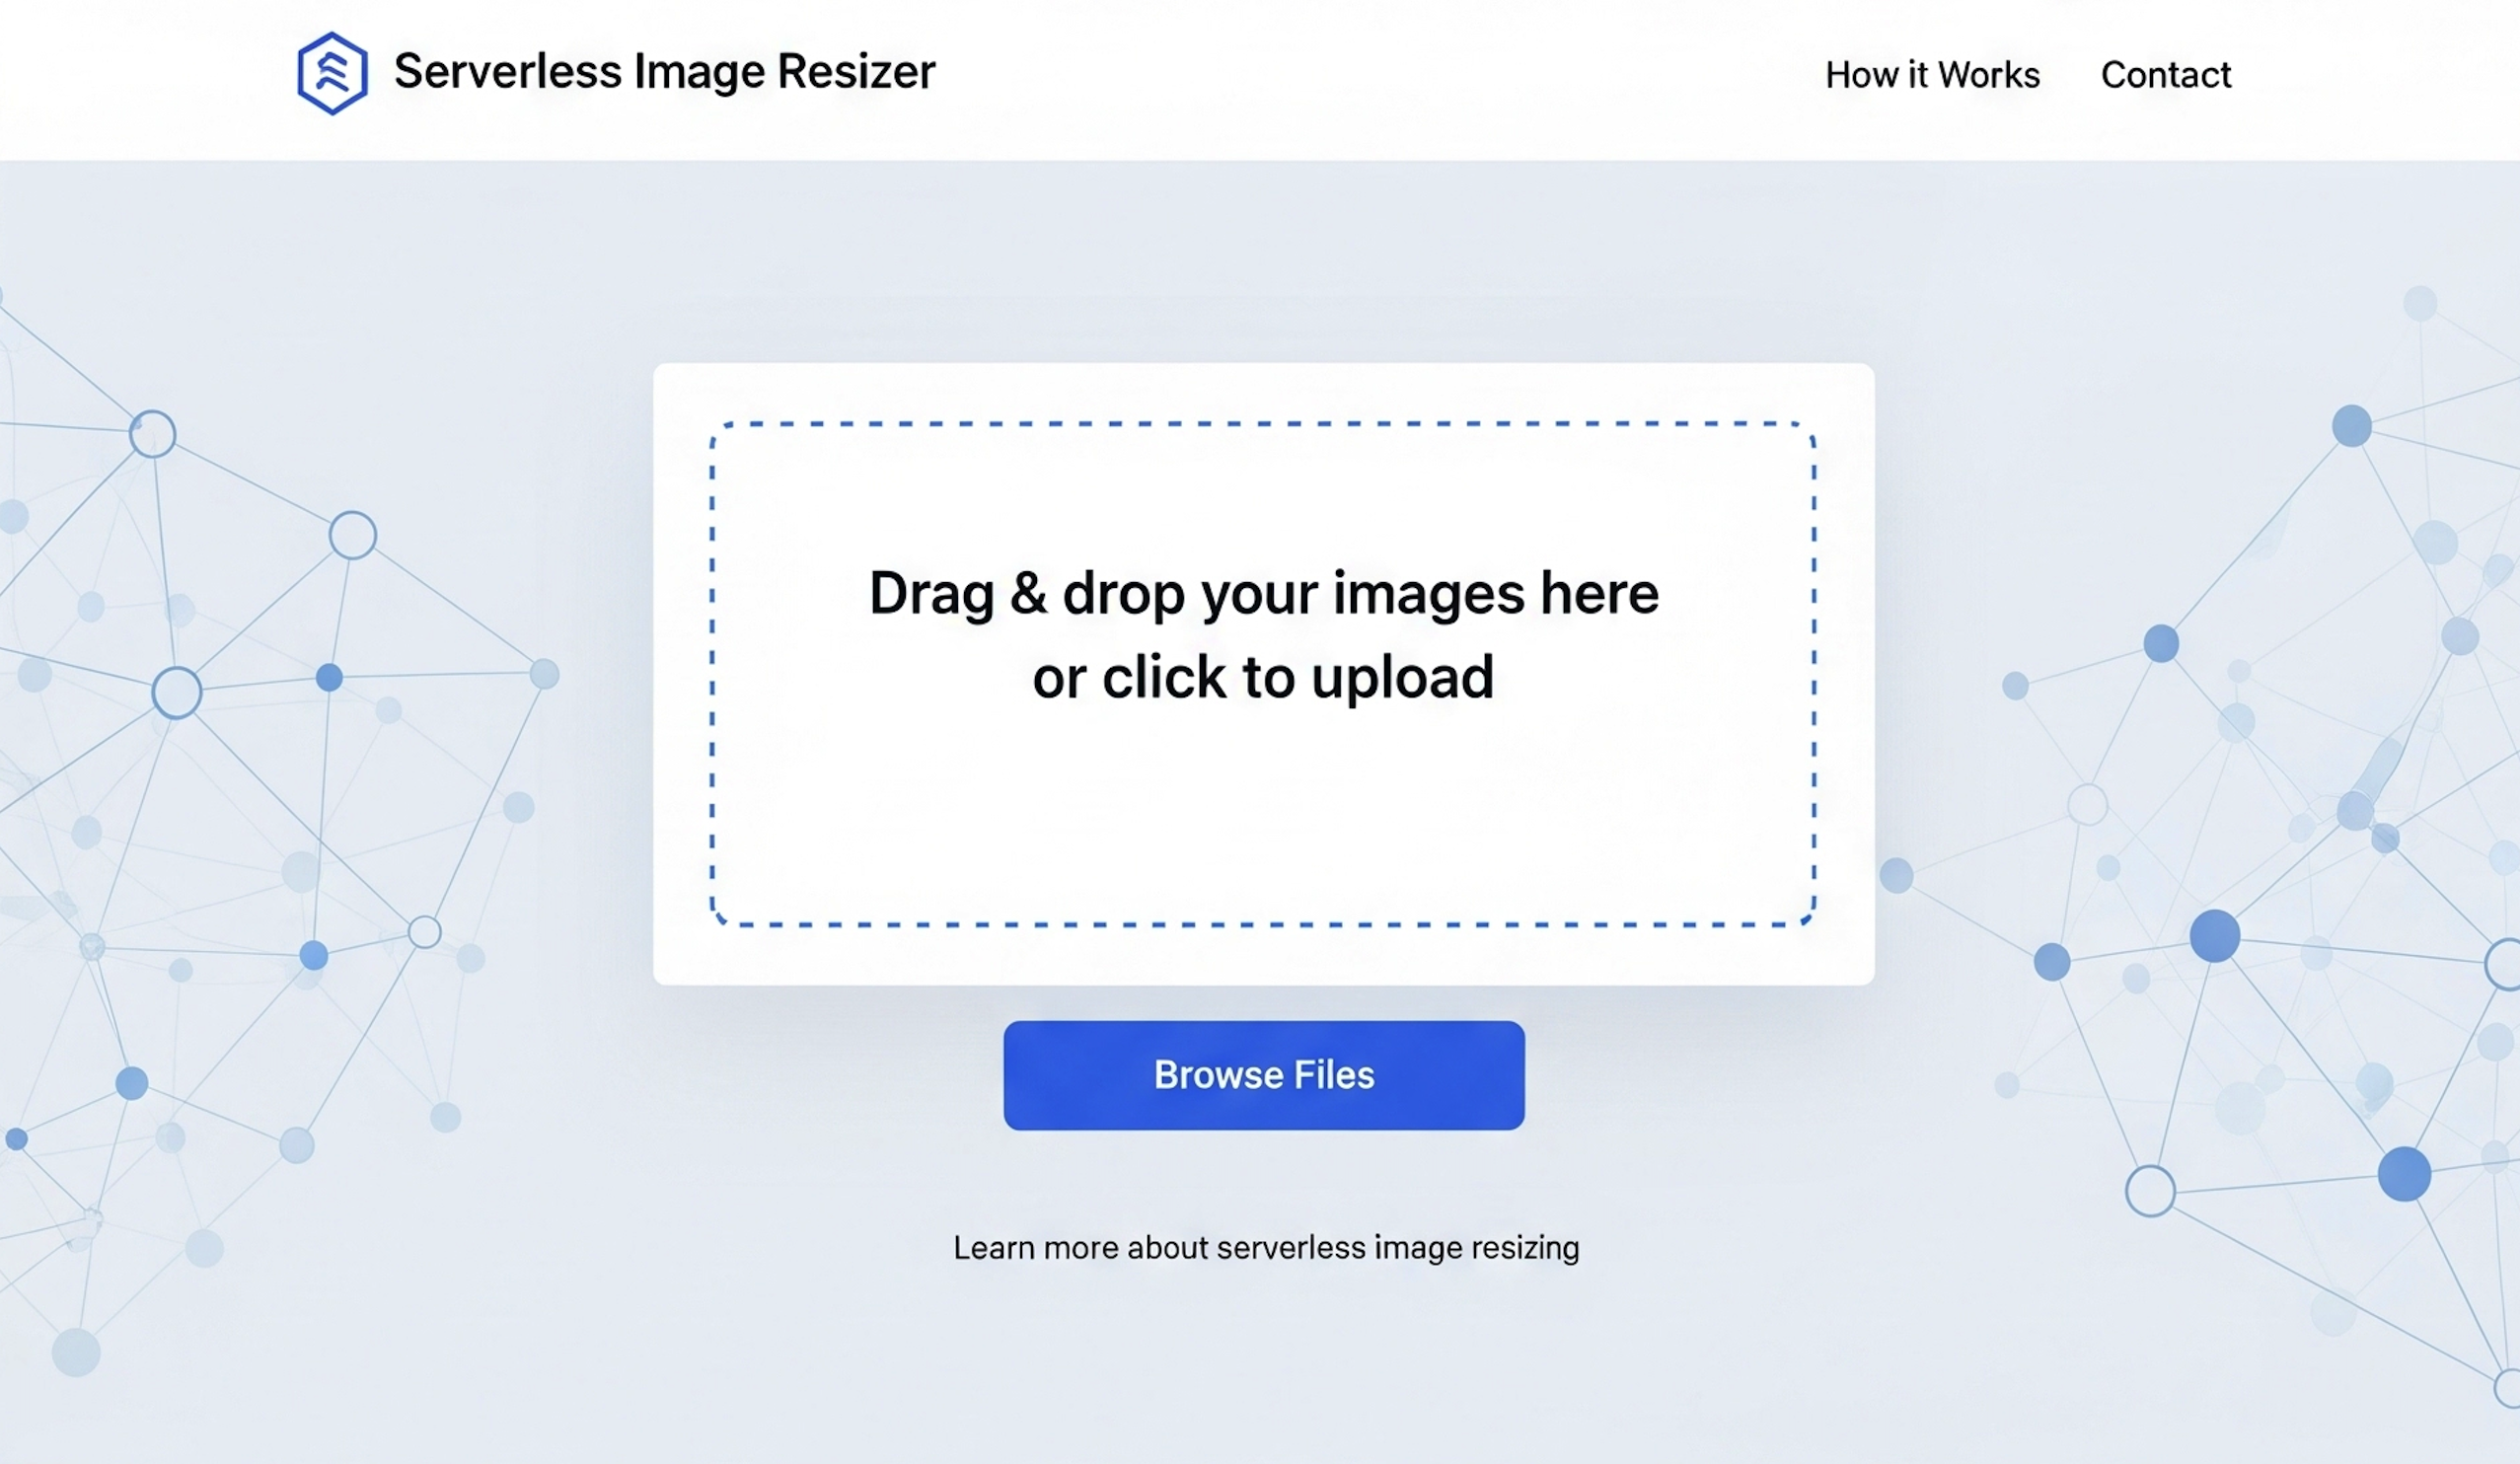 Serverless Image Resizer
How it Works
Contact
Drag & drop your images here
or click to upload
Browse Files
Learn more about serverless image resizing